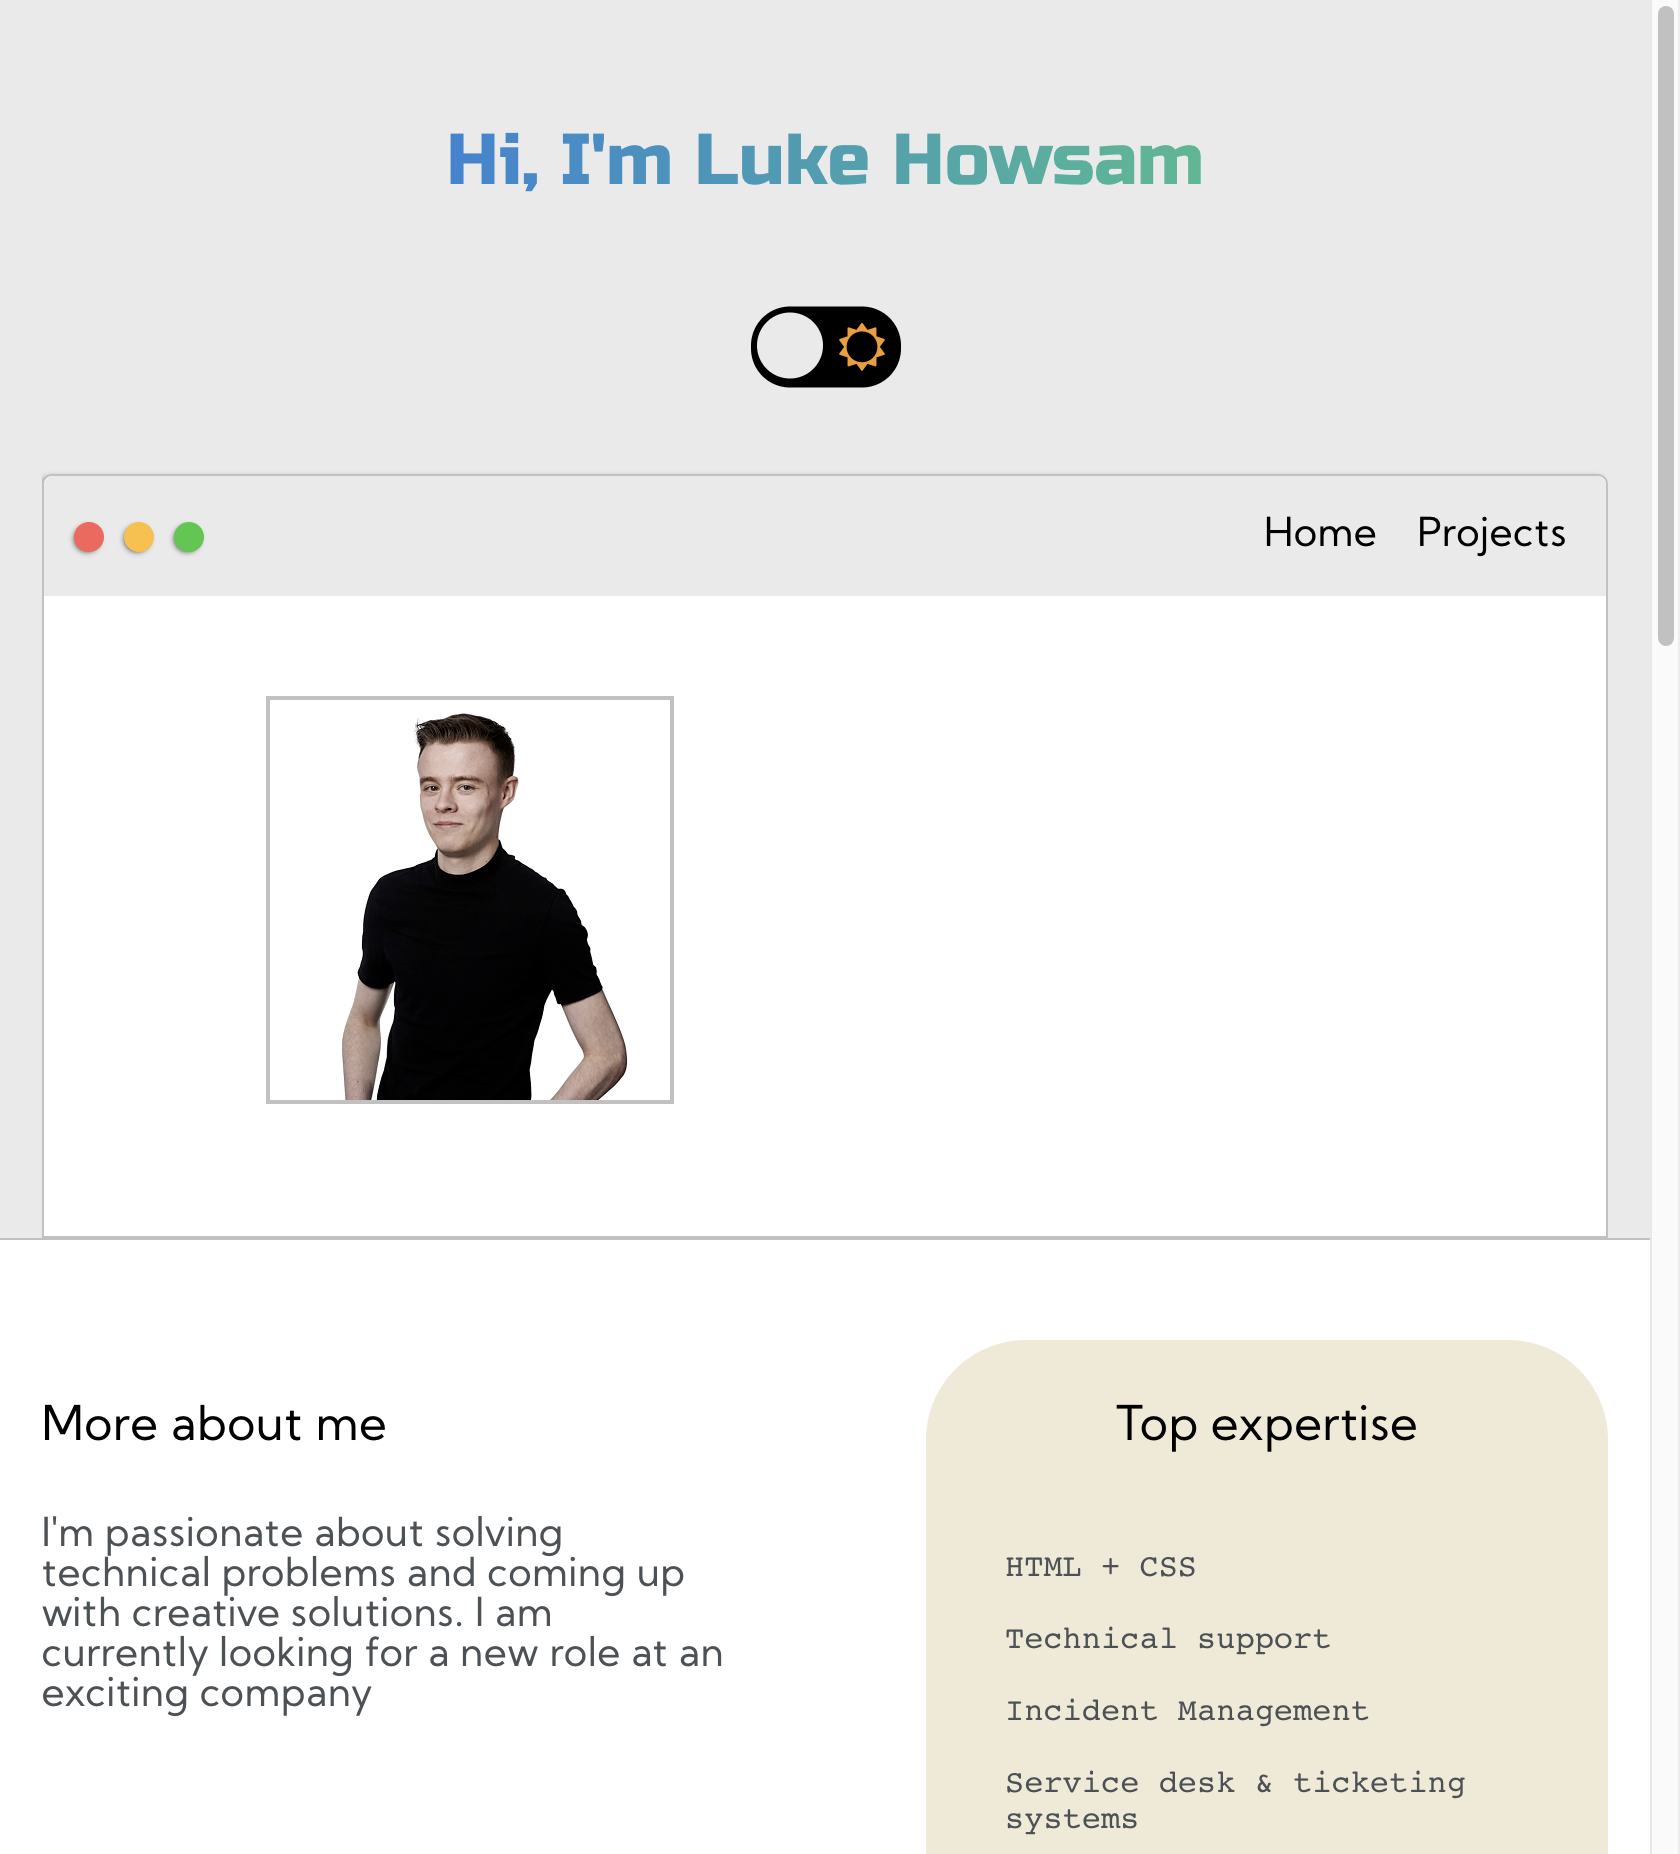 Hi, I'm Luke Howsam
Home Projects
More about me
I'm passionate about solving
technical problems and coming up
with creative solutions. I am
currently looking for a new role at an
exciting company
Top expertise
HTML + CSS
Technical support
Incident Management
Service desk & ticketing
systems